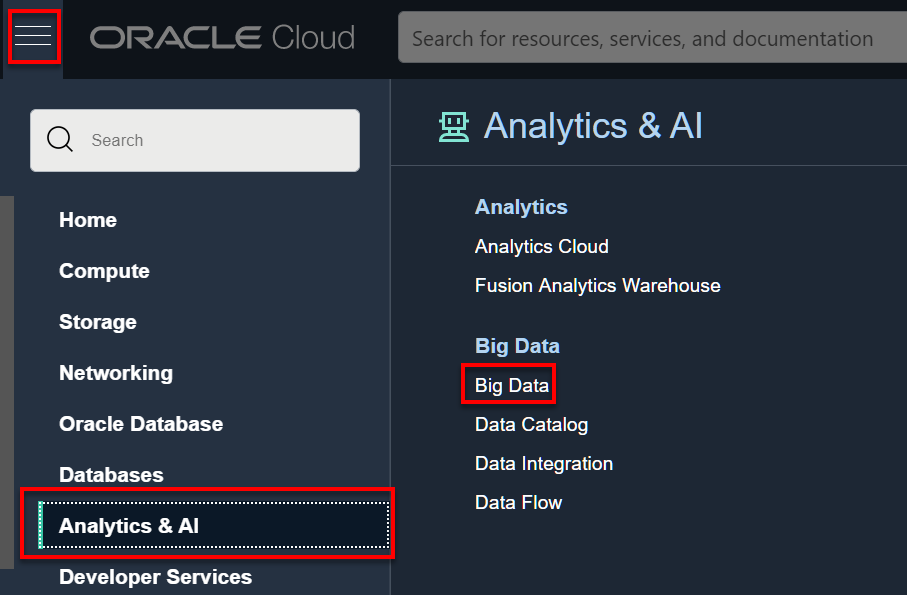 ORACLE Cloud
Search for resources, services, and documentation
Search
Home
Compute
Storage
Networking
Oracle Database
Databases
Analytics & AI
Developer Services
Analytics & AI
Analytics
Analytics Cloud
Fusion Analytics Warehouse
Big Data
Big Data
Data Catalog
Data Integration
Data Flow